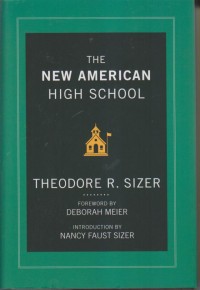 THE
NEW AMERICAN
HIGH SCHOOL
THEODORE R. SIZER
FOREWORD BY
DEBORAH MEIER
INTRODUCTION BY
NANCY FAUST SIZER